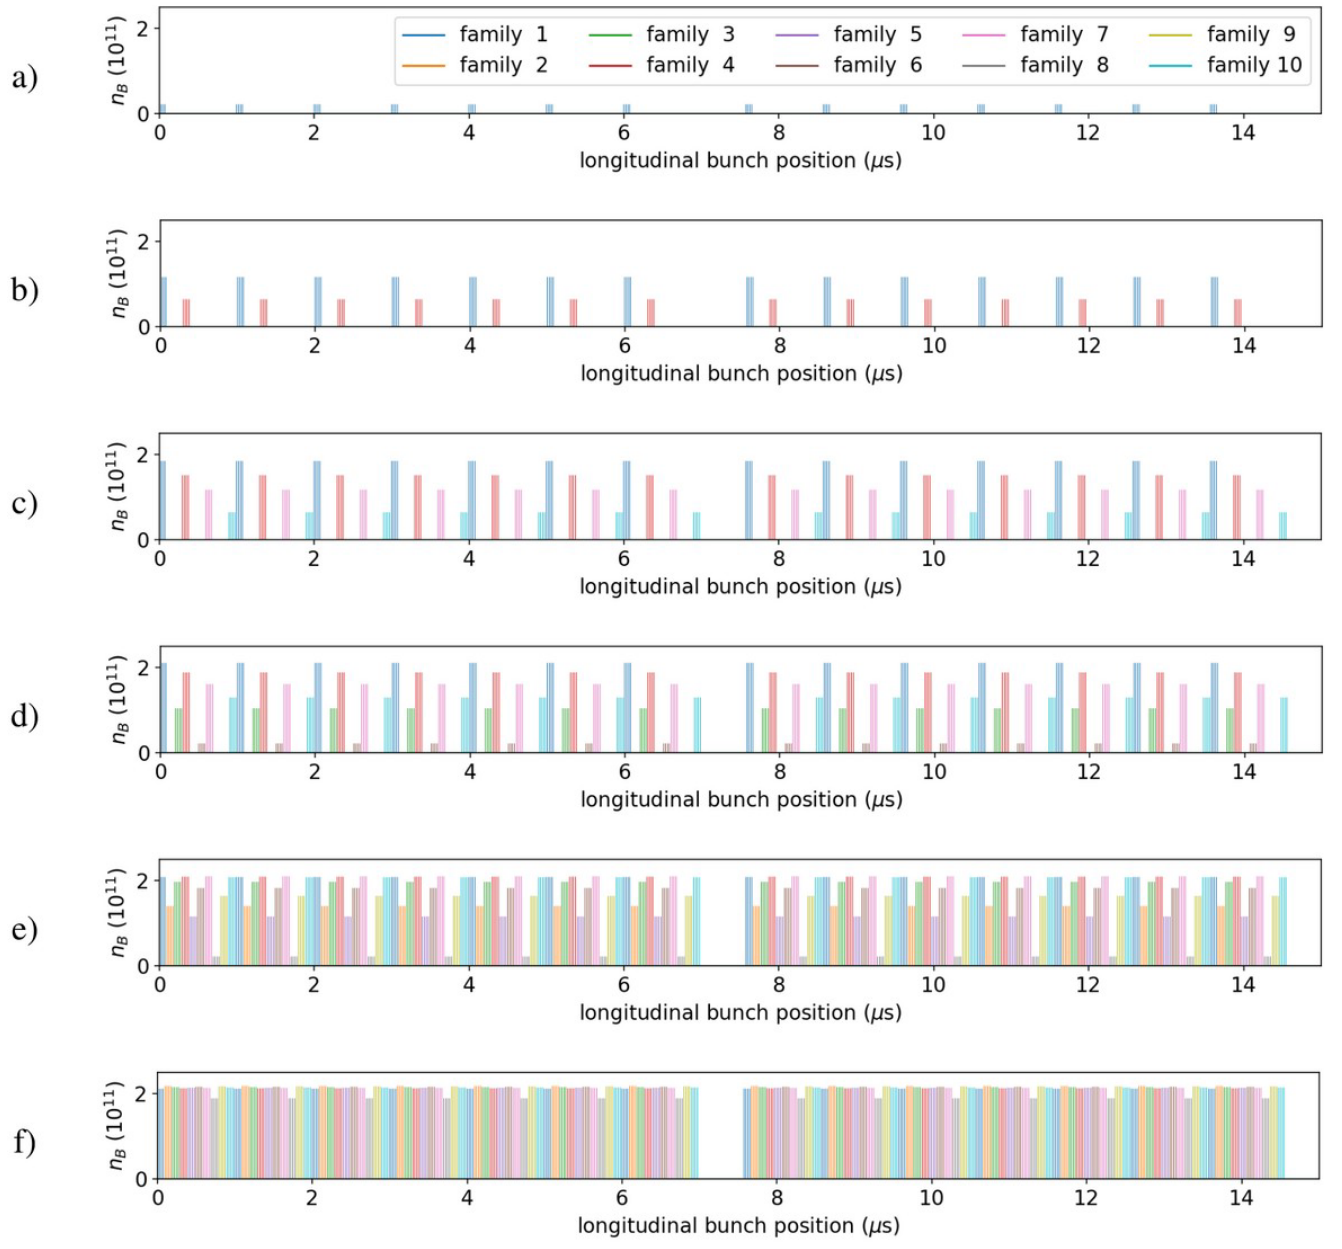 a)
n_B (10^11)
2
0
family 1 family 3 family 5 family 7 family 9
family 2 family 4 family 6 family 8 family 10
0 2 4 6 8 10 12 14
longitudinal bunch position (μs)
b)
n_B (10^11)
2
0
0 2 4 6 8 10 12 14
longitudinal bunch position (μs)
c)
n_B (10^11)
2
0
0 2 4 6 8 10 12 14
longitudinal bunch position (μs)
d)
n_B (10^11)
2
0
0 2 4 6 8 10 12 14
longitudinal bunch position (μs)
e)
n_B (10^11)
2
0
0 2 4 6 8 10 12 14
longitudinal bunch position (μs)
f)
n_B (10^11)
2
0
0 2 4 6 8 10 12 14
longitudinal bunch position (μs)